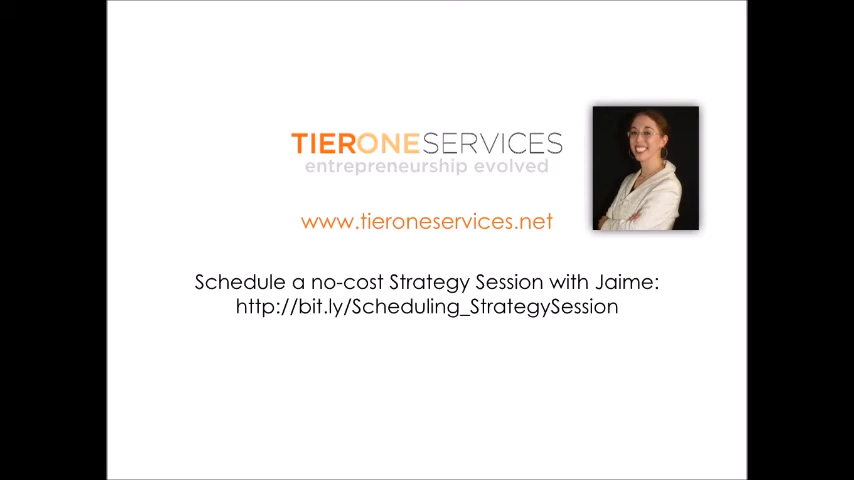 TIERONESERVICES
entrepreneurship evolved
www.tieroneservices.net
Schedule a no-cost Strategy Session with Jaime:
http://bit.ly/Scheduling_StrategySession